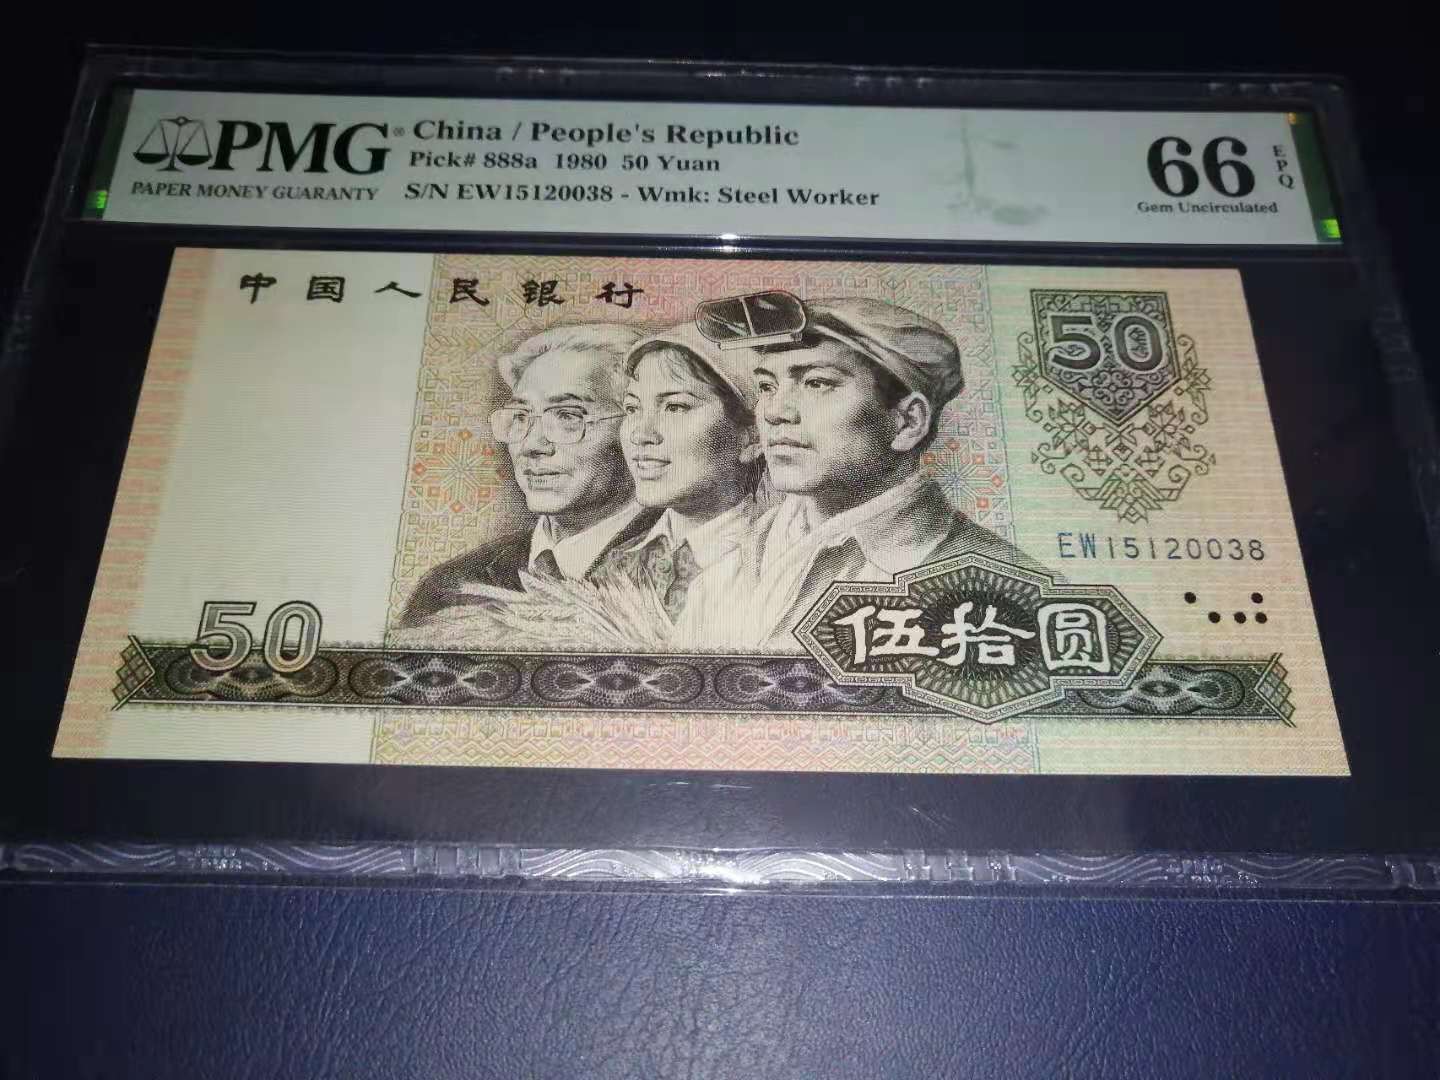 PMG® China / People's Republic
Pick# 888a 1980 50 Yuan
PAPER MONEY GUARANTY S/N EW15120038 - Wmk: Steel Worker
66 EPQ
Gem Uncirculated
中国人民银行
50
EW15120038
50
伍拾圆